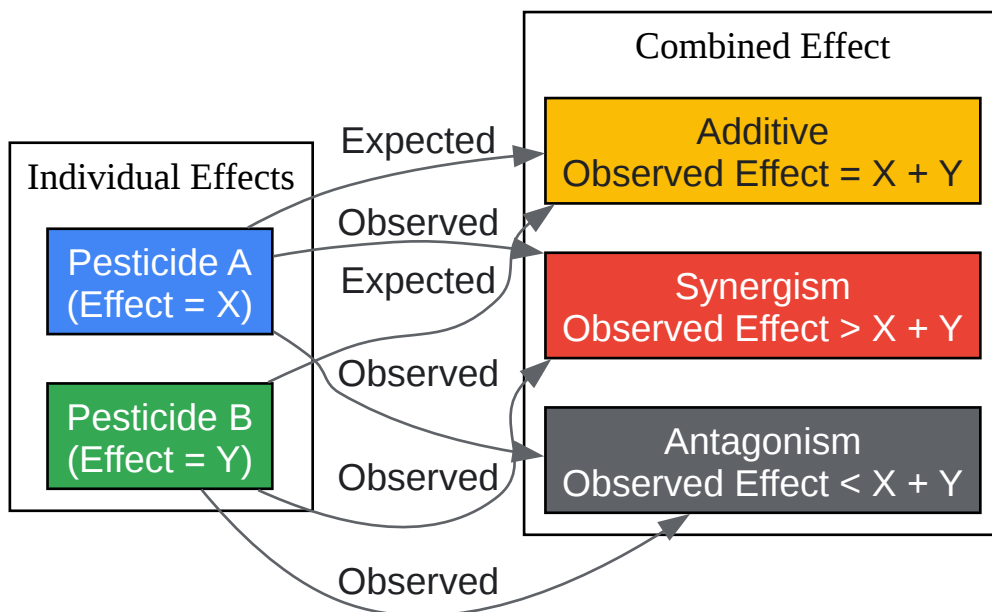 Individual Effects
Pesticide A
(Effect = X)
Pesticide B
(Effect = Y)
Expected
Observed
Expected
Observed
Observed
Observed
Combined Effect
Additive
Observed Effect = X + Y
Synergism
Observed Effect > X + Y
Antagonism
Observed Effect < X + Y